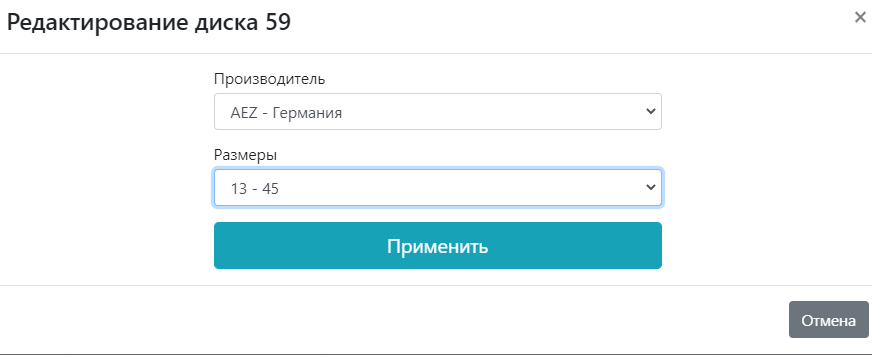 Редактирование диска 59
×
Производитель
AEZ - Германия
Размеры
13 - 45
Применить
Отмена